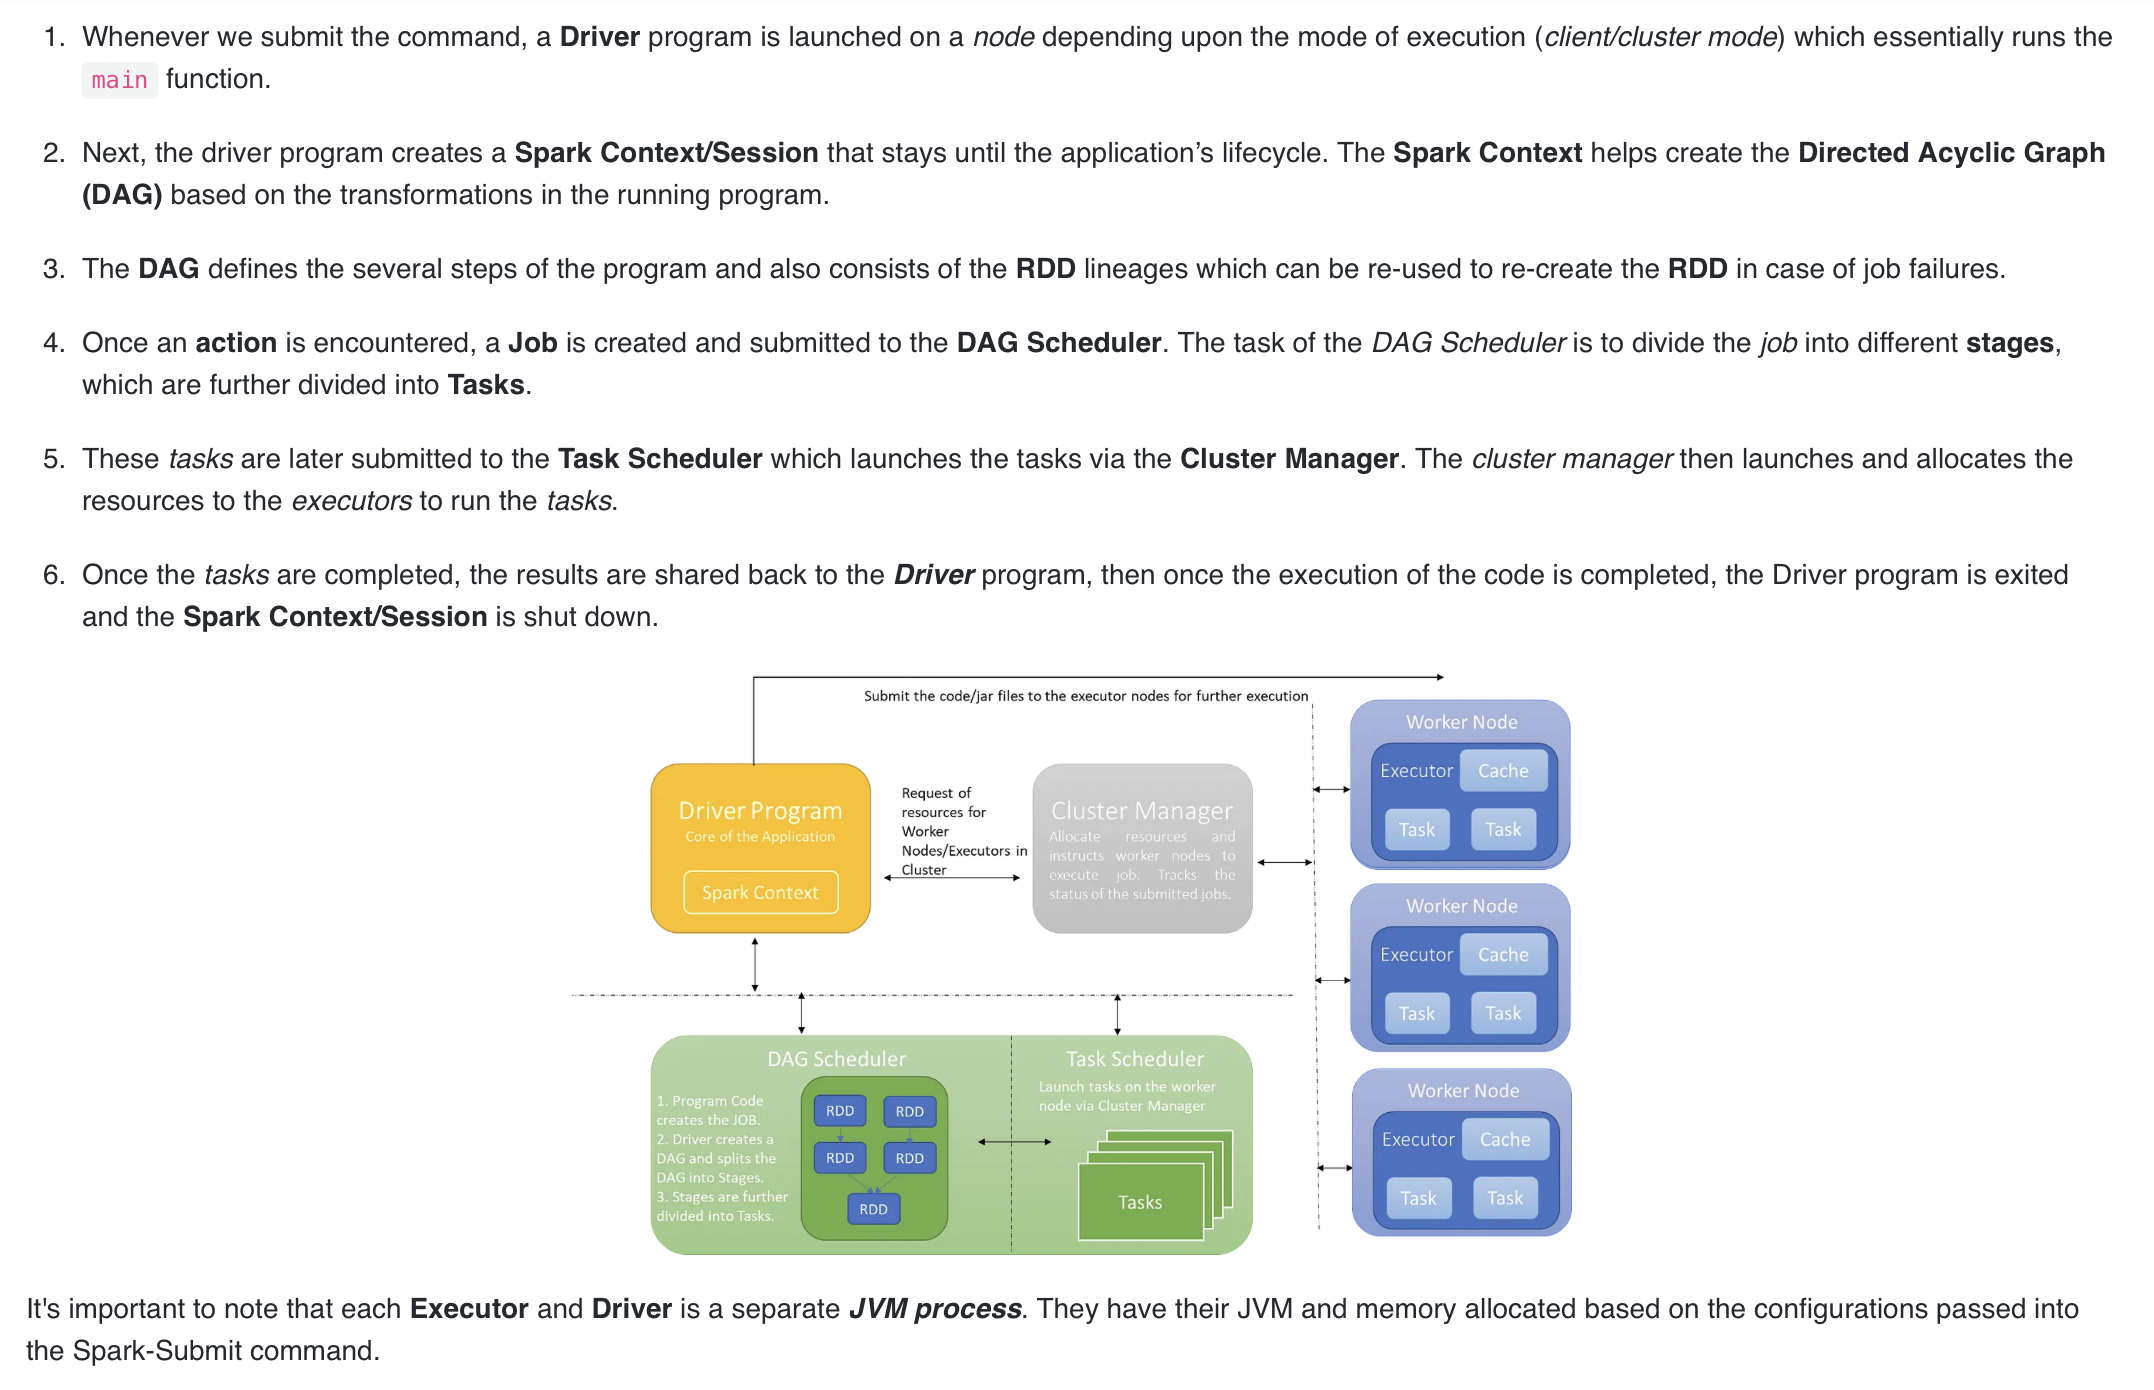 1. Whenever we submit the command, a Driver program is launched on a node depending upon the mode of execution (client/cluster mode) which essentially runs the
main function.
2. Next, the driver program creates a Spark Context/Session that stays until the application’s lifecycle. The Spark Context helps create the Directed Acyclic Graph
(DAG) based on the transformations in the running program.
3. The DAG defines the several steps of the program and also consists of the RDD lineages which can be re-used to re-create the RDD in case of job failures.
4. Once an action is encountered, a Job is created and submitted to the DAG Scheduler. The task of the DAG Scheduler is to divide the job into different stages,
which are further divided into Tasks.
5. These tasks are later submitted to the Task Scheduler which launches the tasks via the Cluster Manager. The cluster manager then launches and allocates the
resources to the executors to run the tasks.
6. Once the tasks are completed, the results are shared back to the Driver program, then once the execution of the code is completed, the Driver program is exited
and the Spark Context/Session is shut down.
Submit the code/jar files to the executor nodes for further execution
Driver Program
Core of the Application
Spark Context
Request of
resources for
Worker
Nodes/Executors in
Cluster
Cluster Manager
Allocate resources and
instructs worker nodes to
execute job. Tracks the
status of the submitted jobs.
Worker Node
Executor
Cache
Task
Task
Worker Node
Executor
Cache
Task
Task
Worker Node
Executor
Cache
Task
Task
DAG Scheduler
1. Program Code
creates the JOB.
2. Driver creates a
DAG and splits the
DAG into Stages.
3. Stages are further
divided into Tasks.
RDD
RDD
RDD
RDD
RDD
Task Scheduler
Launch tasks on the worker
node via Cluster Manager
Tasks
It's important to note that each Executor and Driver is a separate JVM process. They have their JVM and memory allocated based on the configurations passed into
the Spark-Submit command.